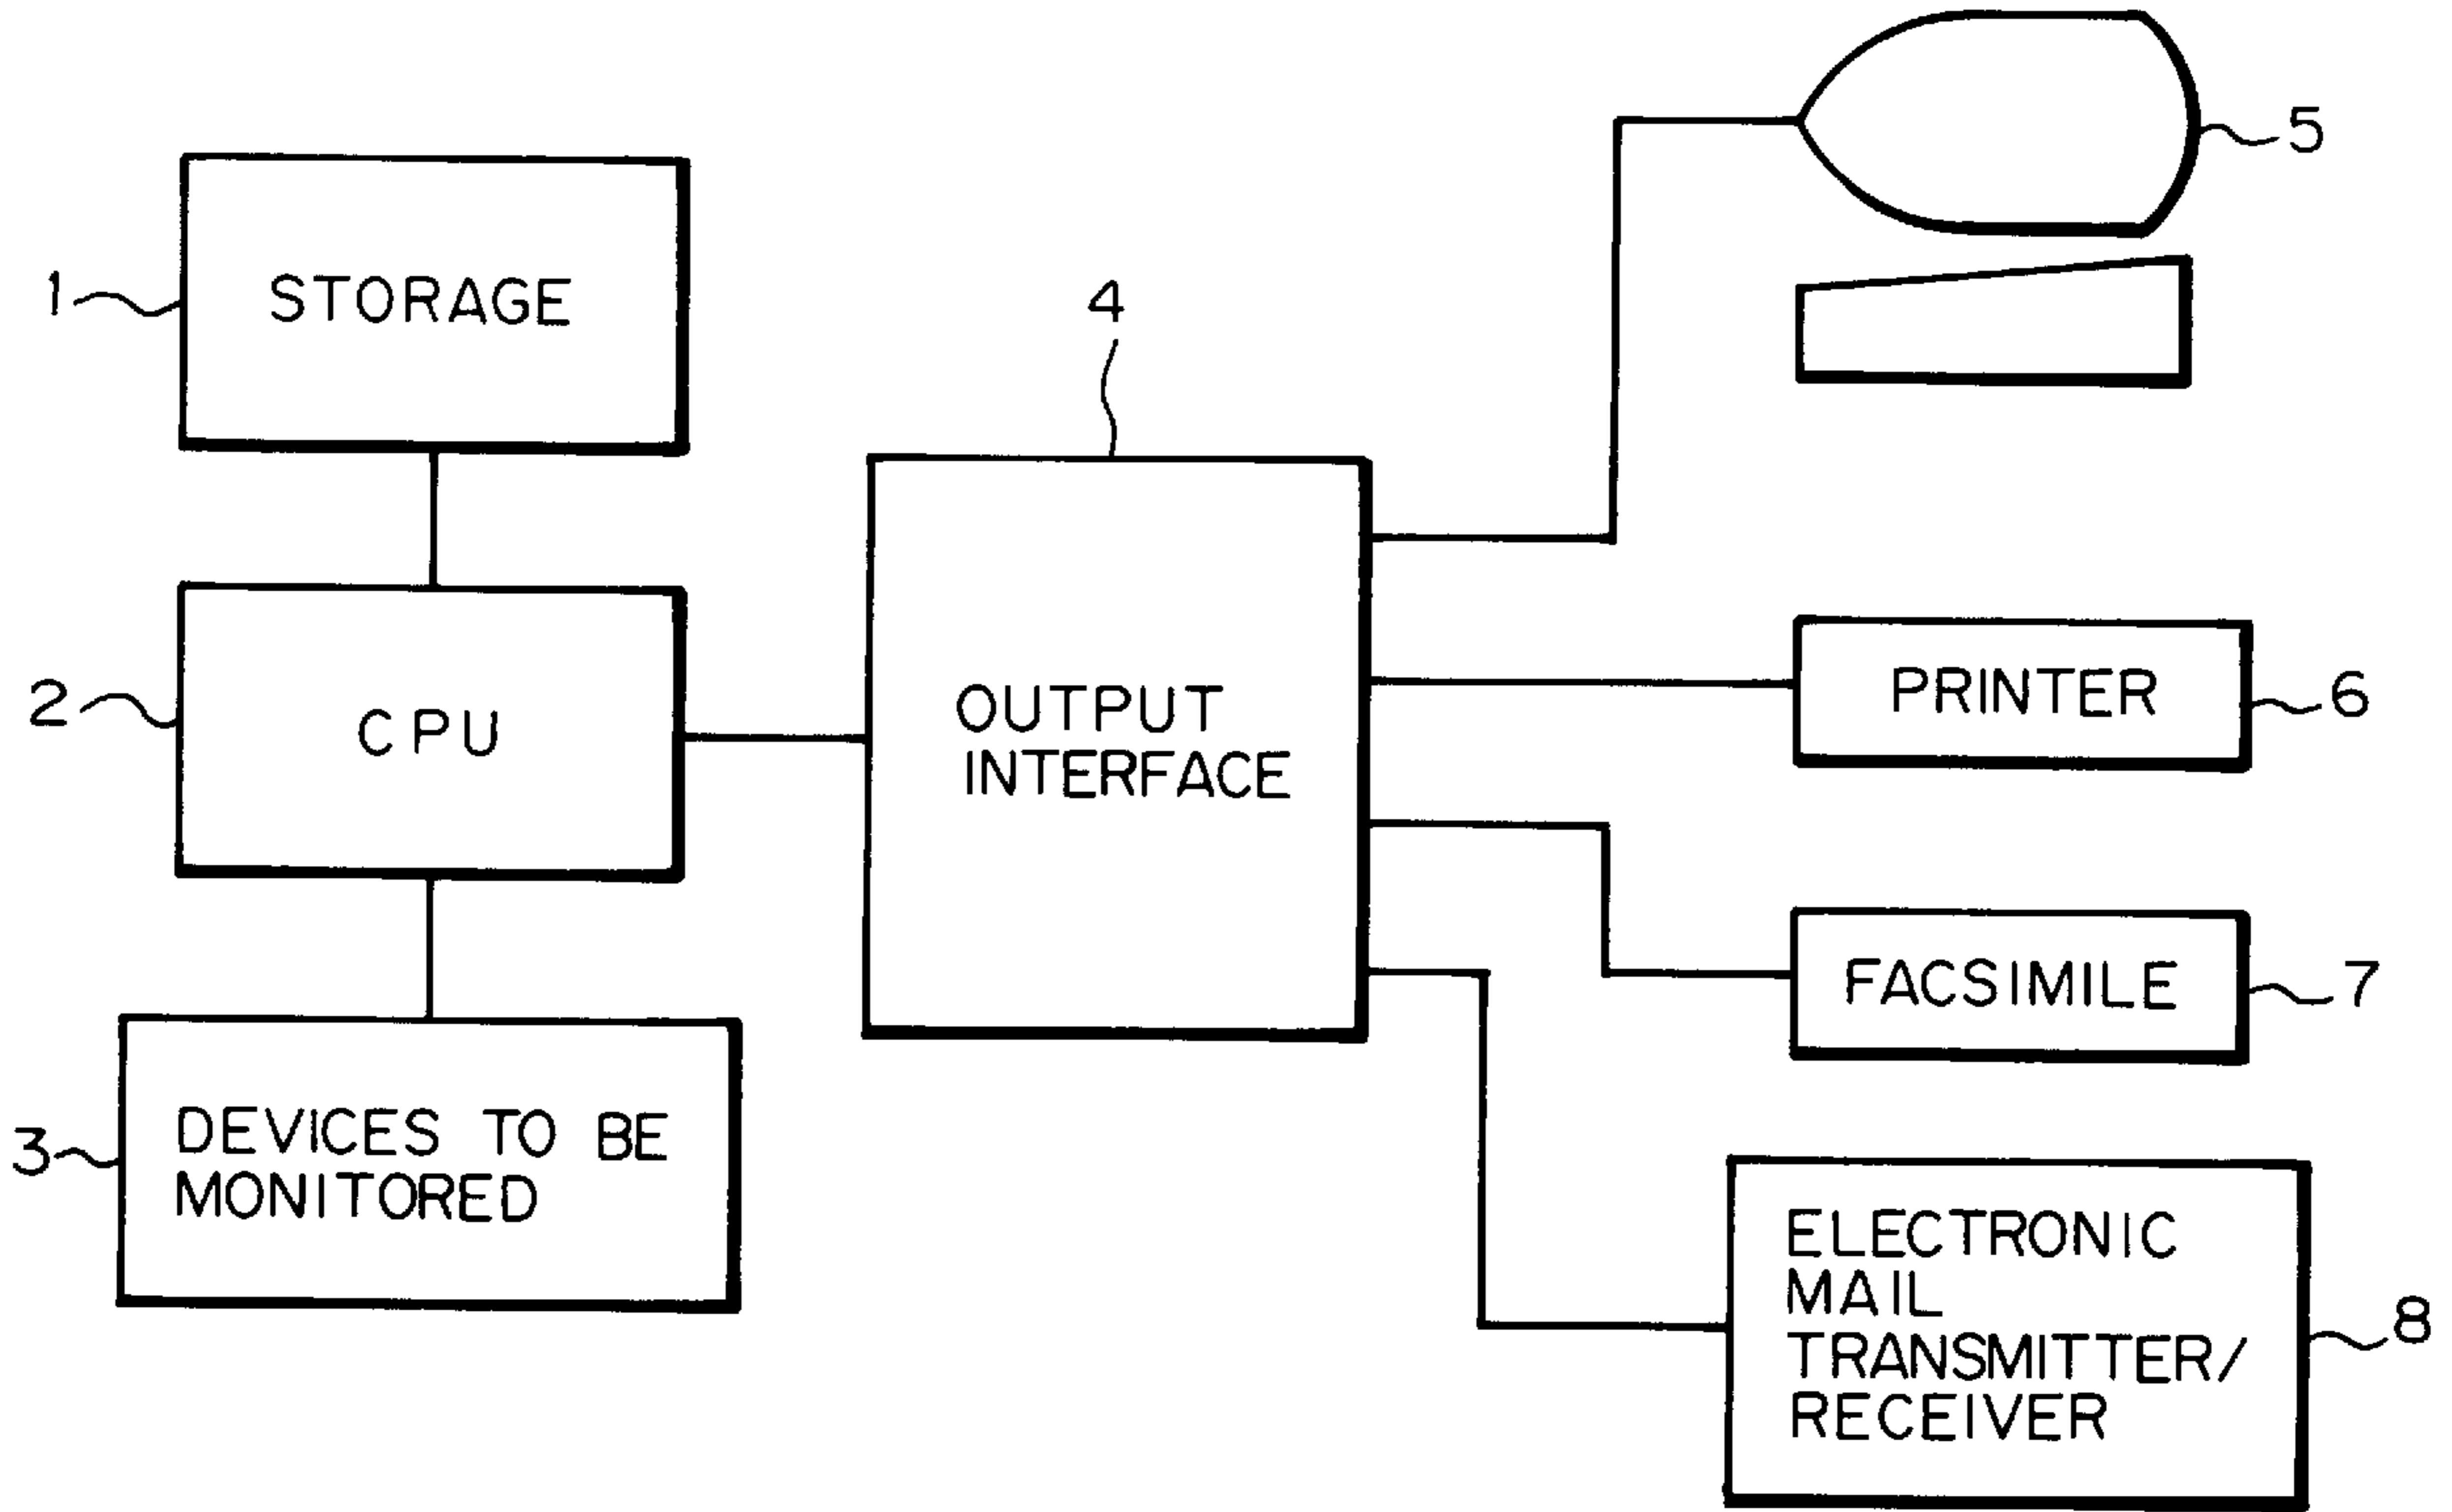 1
STORAGE
2
CPU
3
DEVICES TO BE
MONITORED
4
OUTPUT
INTERFACE
5
PRINTER
6
FACSIMILE
7
ELECTRONIC
MAIL
TRANSMITTER/
RECEIVER
8